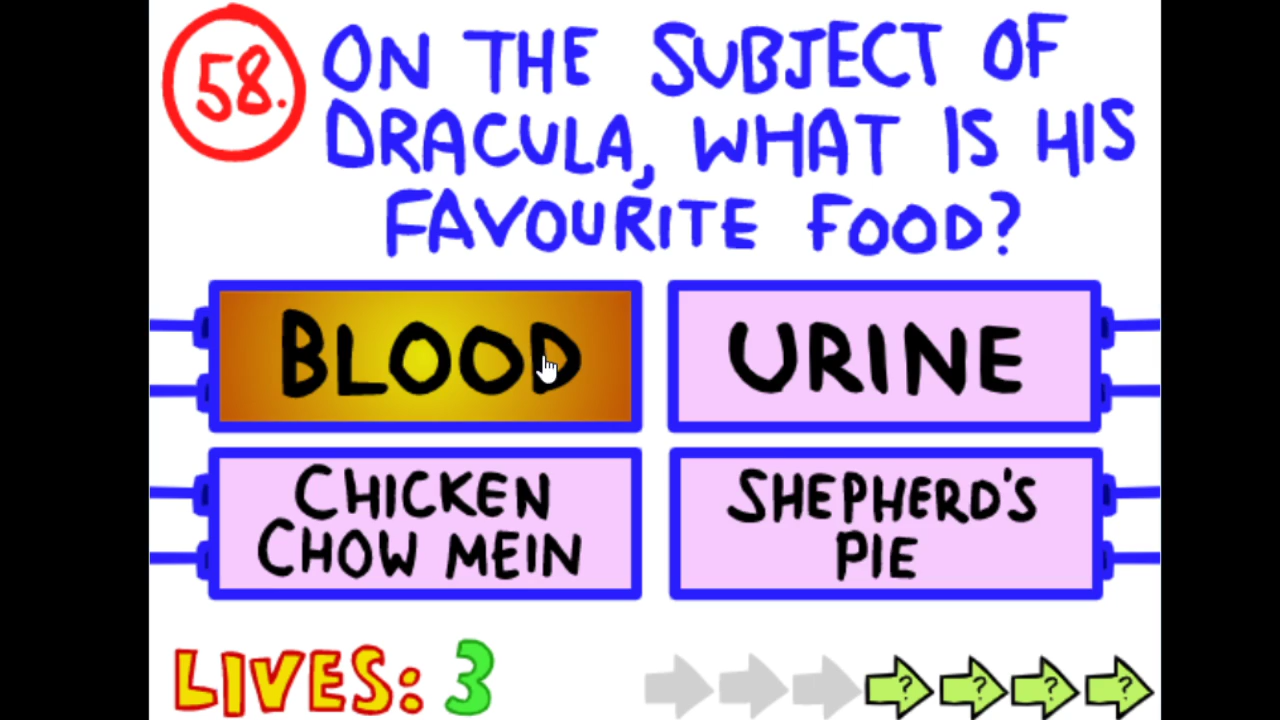 58. ON THE SUBJECT OF
DRACULA, WHAT IS HIS
FAVOURITE FOOD?
BLOOD
URINE
CHICKEN
CHOW MEIN
SHEPHERD'S
PIE
LIVES: 3
? ? ? ?